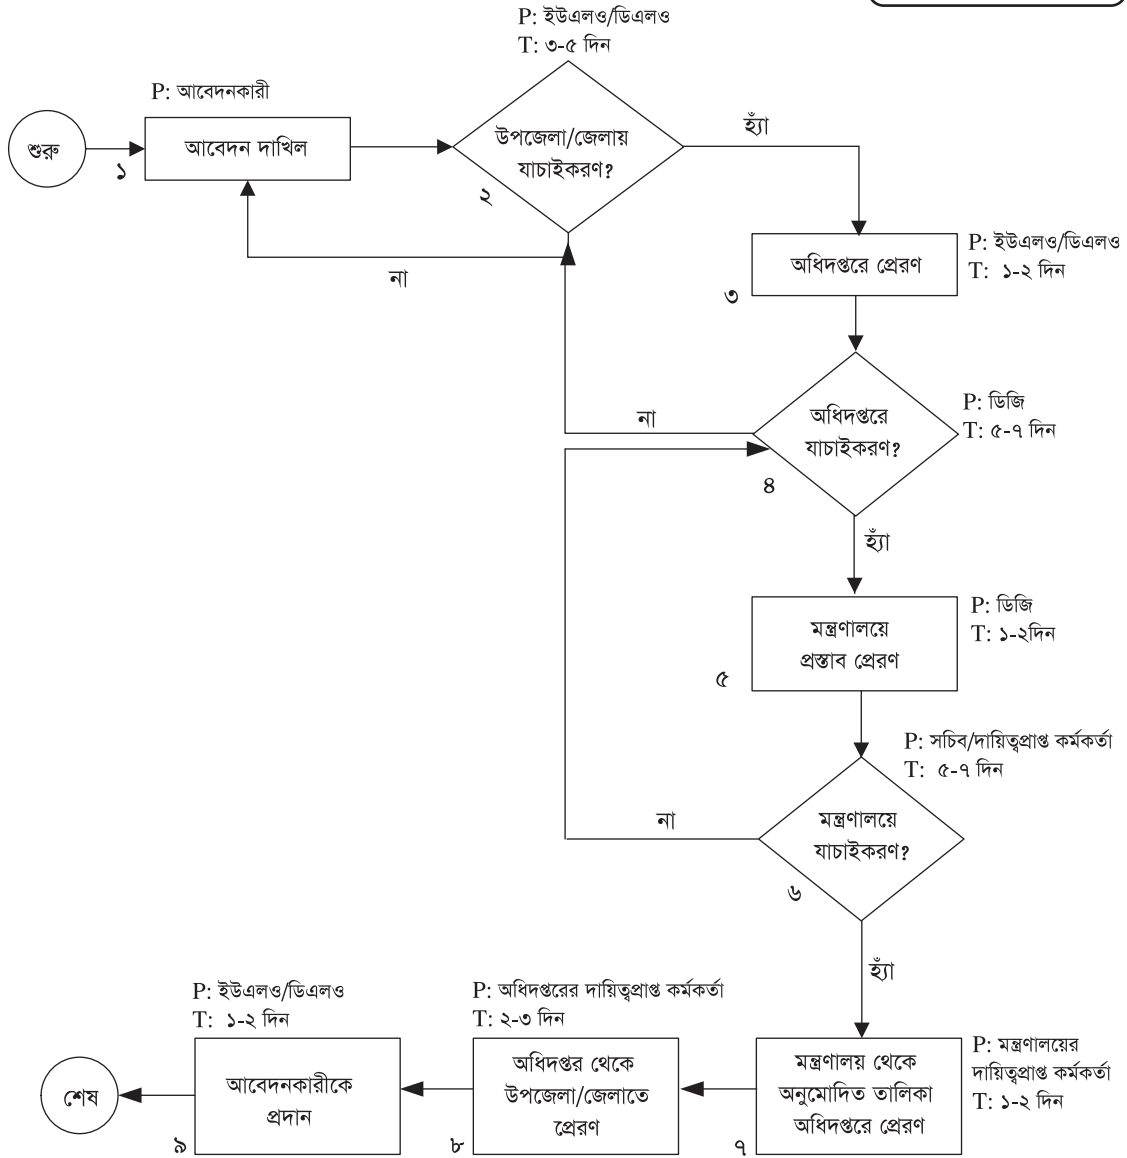 P: ইউএলও/ডিএলও
T: ৩-৫ দিন
P: আবেদনকারী
শুরু
১
আবেদন দাখিল
উপজেলা/জেলায়
যাচাইকরণ?
২
হ্যাঁ
না
P: ইউএলও/ডিএলও
T: ১-২ দিন
অধিদপ্তরে প্রেরণ
৩
না
অধিদপ্তরে
যাচাইকরণ?
৪
P: ডিজি
T: ৫-৭ দিন
হ্যাঁ
P: ডিজি
T: ১-২দিন
মন্ত্রণালয়ে
প্রস্তাব প্রেরণ
৫
P: সচিব/দায়িত্বপ্রাপ্ত কর্মকর্তা
T: ৫-৭ দিন
না
মন্ত্রণালয়ে
যাচাইকরণ?
৬
হ্যাঁ
P: মন্ত্রণালয়ের
দায়িত্বপ্রাপ্ত কর্মকর্তা
T: ১-২ দিন
মন্ত্রণালয় থেকে
অনুমোদিত তালিকা
অধিদপ্তরে প্রেরণ
৭
P: অধিদপ্তরের দায়িত্বপ্রাপ্ত কর্মকর্তা
T: ২-৩ দিন
অধিদপ্তর থেকে
উপজেলা/জেলাতে
প্রেরণ
৮
P: ইউএলও/ডিএলও
T: ১-২ দিন
আবেদনকারীকে
প্রদান
৯
শেষ